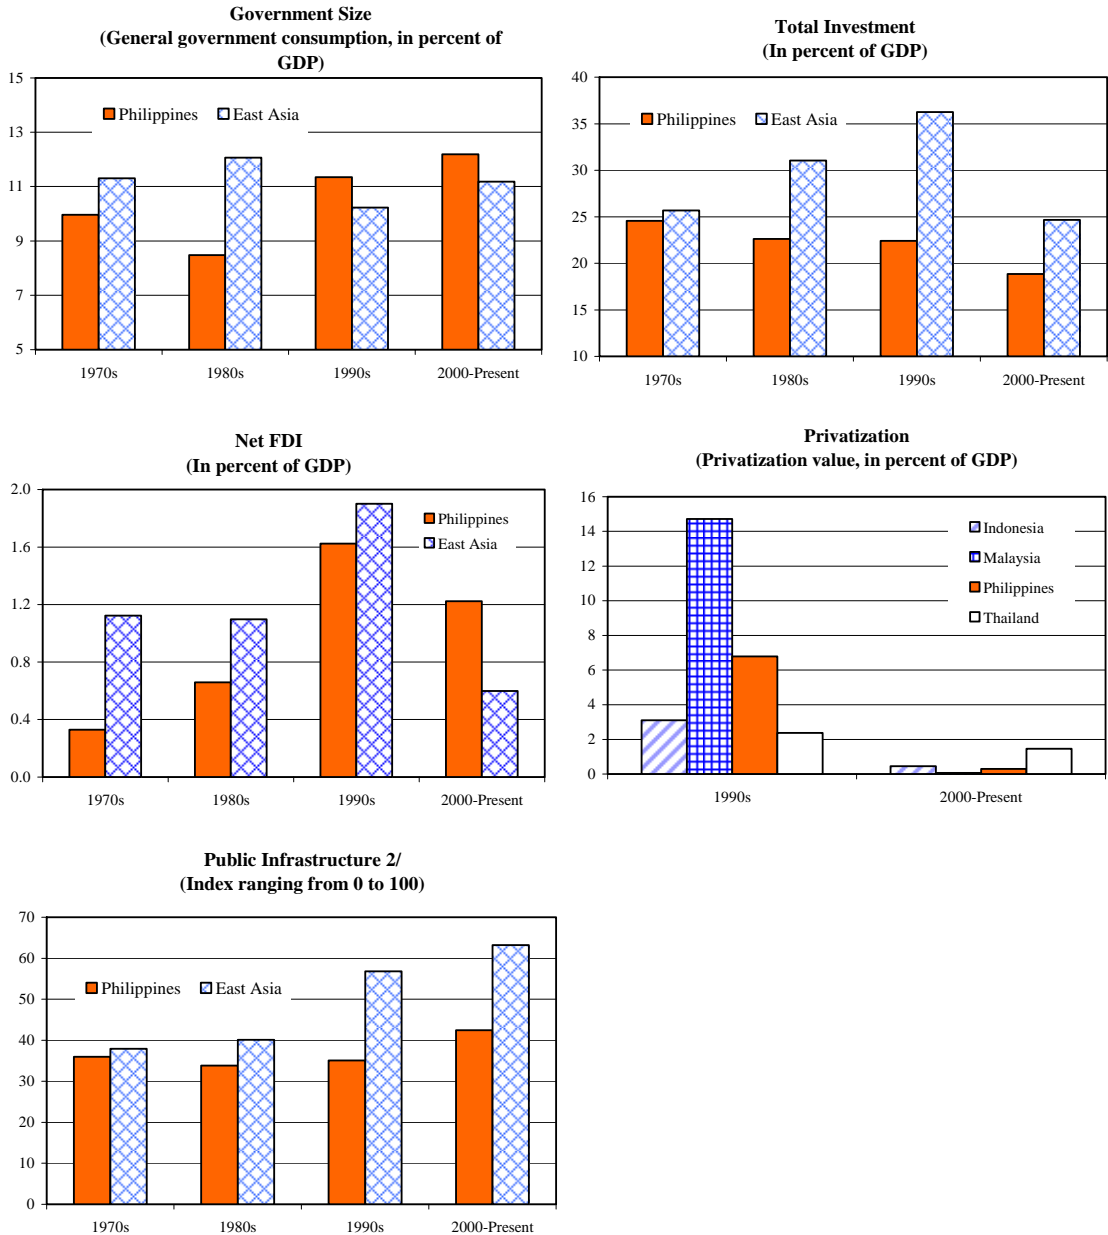 Government Size
(General government consumption, in percent of
GDP)
15
13
11
9
7
5
Philippines East Asia
1970s 1980s 1990s 2000-Present
Total Investment
(In percent of GDP)
40
35
30
25
20
15
10
Philippines East Asia
1970s 1980s 1990s 2000-Present
Net FDI
(In percent of GDP)
2.0
1.6
1.2
0.8
0.4
0.0
Philippines
East Asia
1970s 1980s 1990s 2000-Present
Privatization
(Privatization value, in percent of GDP)
16
14
12
10
8
6
4
2
0
Indonesia
Malaysia
Philippines
Thailand
1990s 2000-Present
Public Infrastructure 2/
(Index ranging from 0 to 100)
70
60
50
40
30
20
10
0
Philippines East Asia
1970s 1980s 1990s 2000-Present